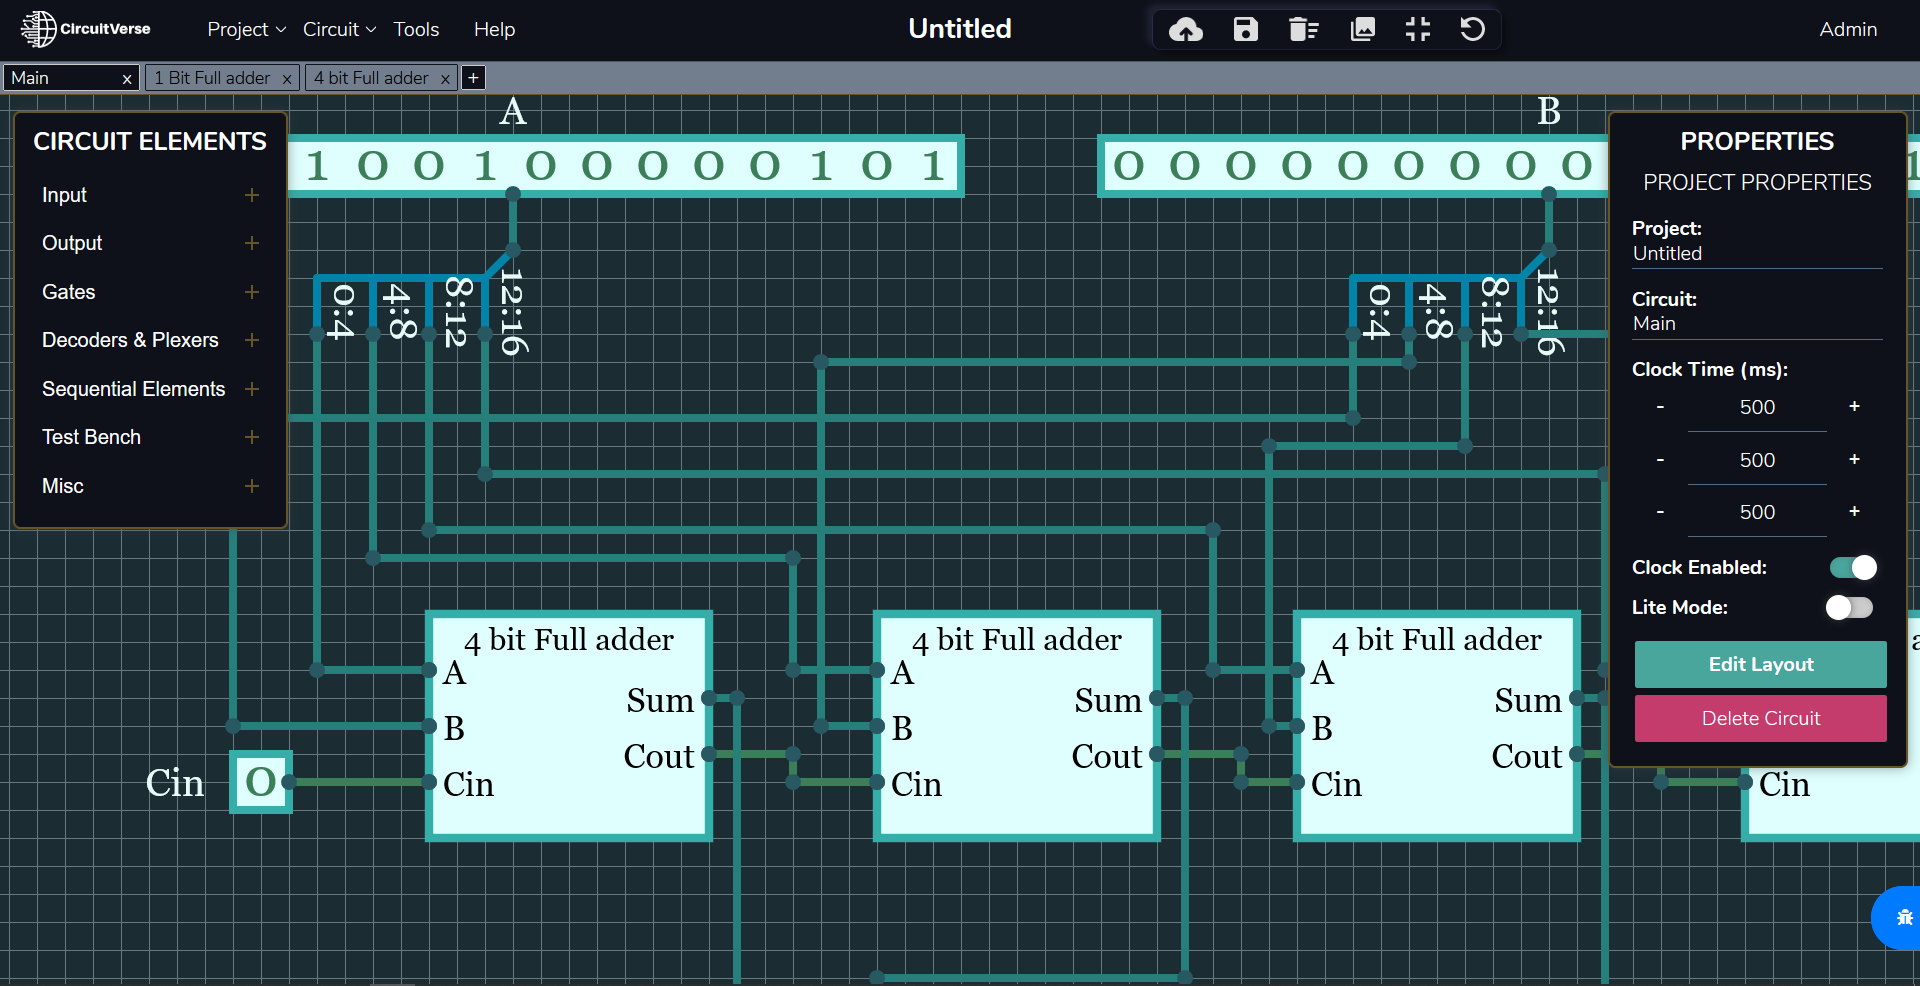 CircuitVerse
Project Circuit Tools Help
Untitled
Admin
Main x
1 Bit Full adder x
4 bit Full adder x
+
CIRCUIT ELEMENTS
Input +
Output +
Gates +
Decoders & Plexers +
Sequential Elements +
Test Bench +
Misc +
A
1 0 0 1 0 0 0 0 0 1 0 1
0:4 4:8 8:12 12:16
B
0 0 0 0 0 0 0 0 0
0:4 4:8 8:12 12:16
PROPERTIES
PROJECT PROPERTIES
Project:
Untitled
Circuit:
Main
Clock Time (ms):
- 500 +
- 500 +
- 500 +
Clock Enabled:
Lite Mode:
Edit Layout
Delete Circuit
Cin 0
4 bit Full adder
A
Sum
B
Cout
Cin
4 bit Full adder
A
Sum
B
Cout
Cin
4 bit Full adder
A
Sum
B
Cout
Cin
Cin